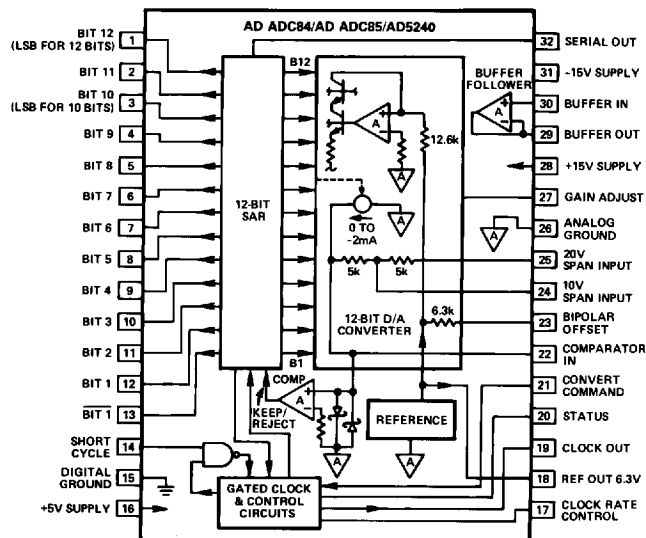 AD ADC84/AD ADC85/AD5240
BIT 12
(LSB FOR 12 BITS)
1
BIT 11
2
BIT 10
(LSB FOR 10 BITS)
3
BIT 9
4
BIT 8
5
BIT 7
6
BIT 6
7
BIT 5
8
BIT 4
9
BIT 3
10
BIT 2
11
BIT 1
12
BIT 1
13
SHORT
CYCLE
14
DIGITAL
GROUND
15
+5V SUPPLY
16
12-BIT
SAR
B12
B1
A
A
12.6k
A
0 TO
-2mA
5k
5k
12-BIT D/A
CONVERTER
6.3k
COMP
KEEP/
REJECT
A
A
REFERENCE
A
GATED CLOCK
& CONTROL
CIRCUITS
BUFFER
FOLLOWER
A
A
32
SERIAL OUT
31
-15V SUPPLY
30
BUFFER IN
29
BUFFER OUT
28
+15V SUPPLY
27
GAIN ADJUST
26
ANALOG
GROUND
25
20V
SPAN INPUT
24
10V
SPAN INPUT
23
BIPOLAR
OFFSET
22
COMPARATOR
IN
21
CONVERT
COMMAND
20
STATUS
19
CLOCK OUT
18
REF OUT 6.3V
17
CLOCK RATE
CONTROL